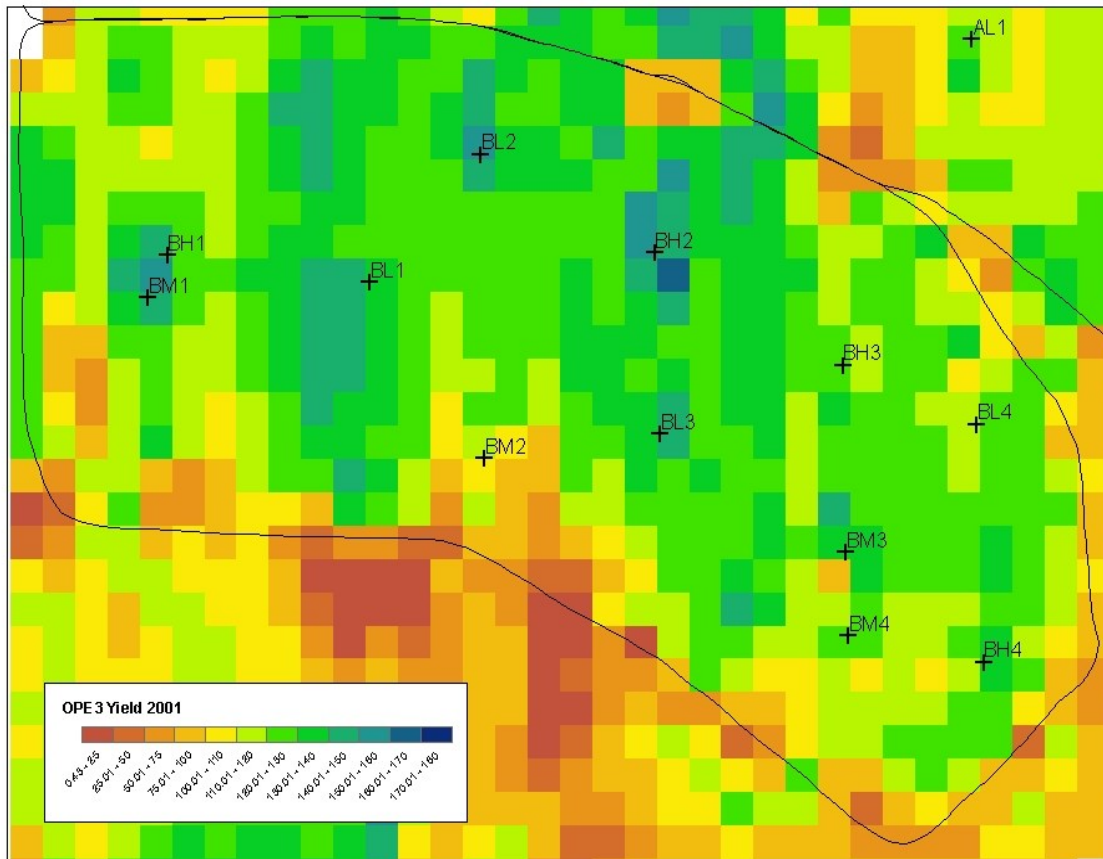 AL1
BL2
BH1
BH2
BL1
BM1
BH3
BL4
BL3
BM2
BM3
BM4
BH4
OPE3 Yield 2001
0.43 - 25
25.01 - 50
50.01 - 75
75.01 - 100
100.01 - 110
110.01 - 120
120.01 - 130
130.01 - 140
140.01 - 150
150.01 - 160
160.01 - 170
170.01 - 180